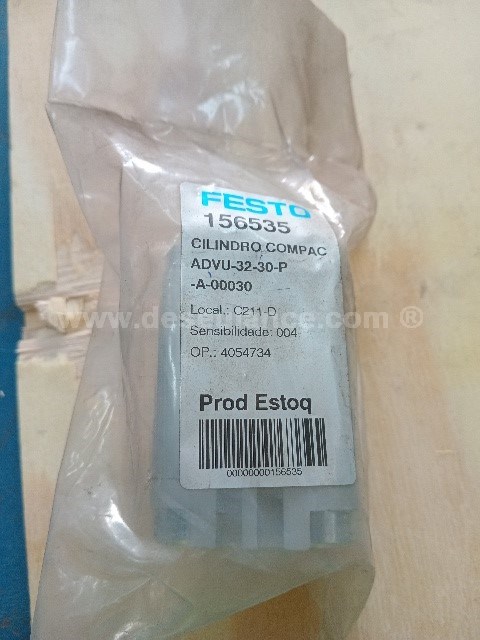 FESTO
156535
CILINDRO COMPAC
ADVU-32-30-P
-A-00030
Local.: C211-D
Sensibilidade: 004
OP.: 4054734
Prod Estoq
00000000156535